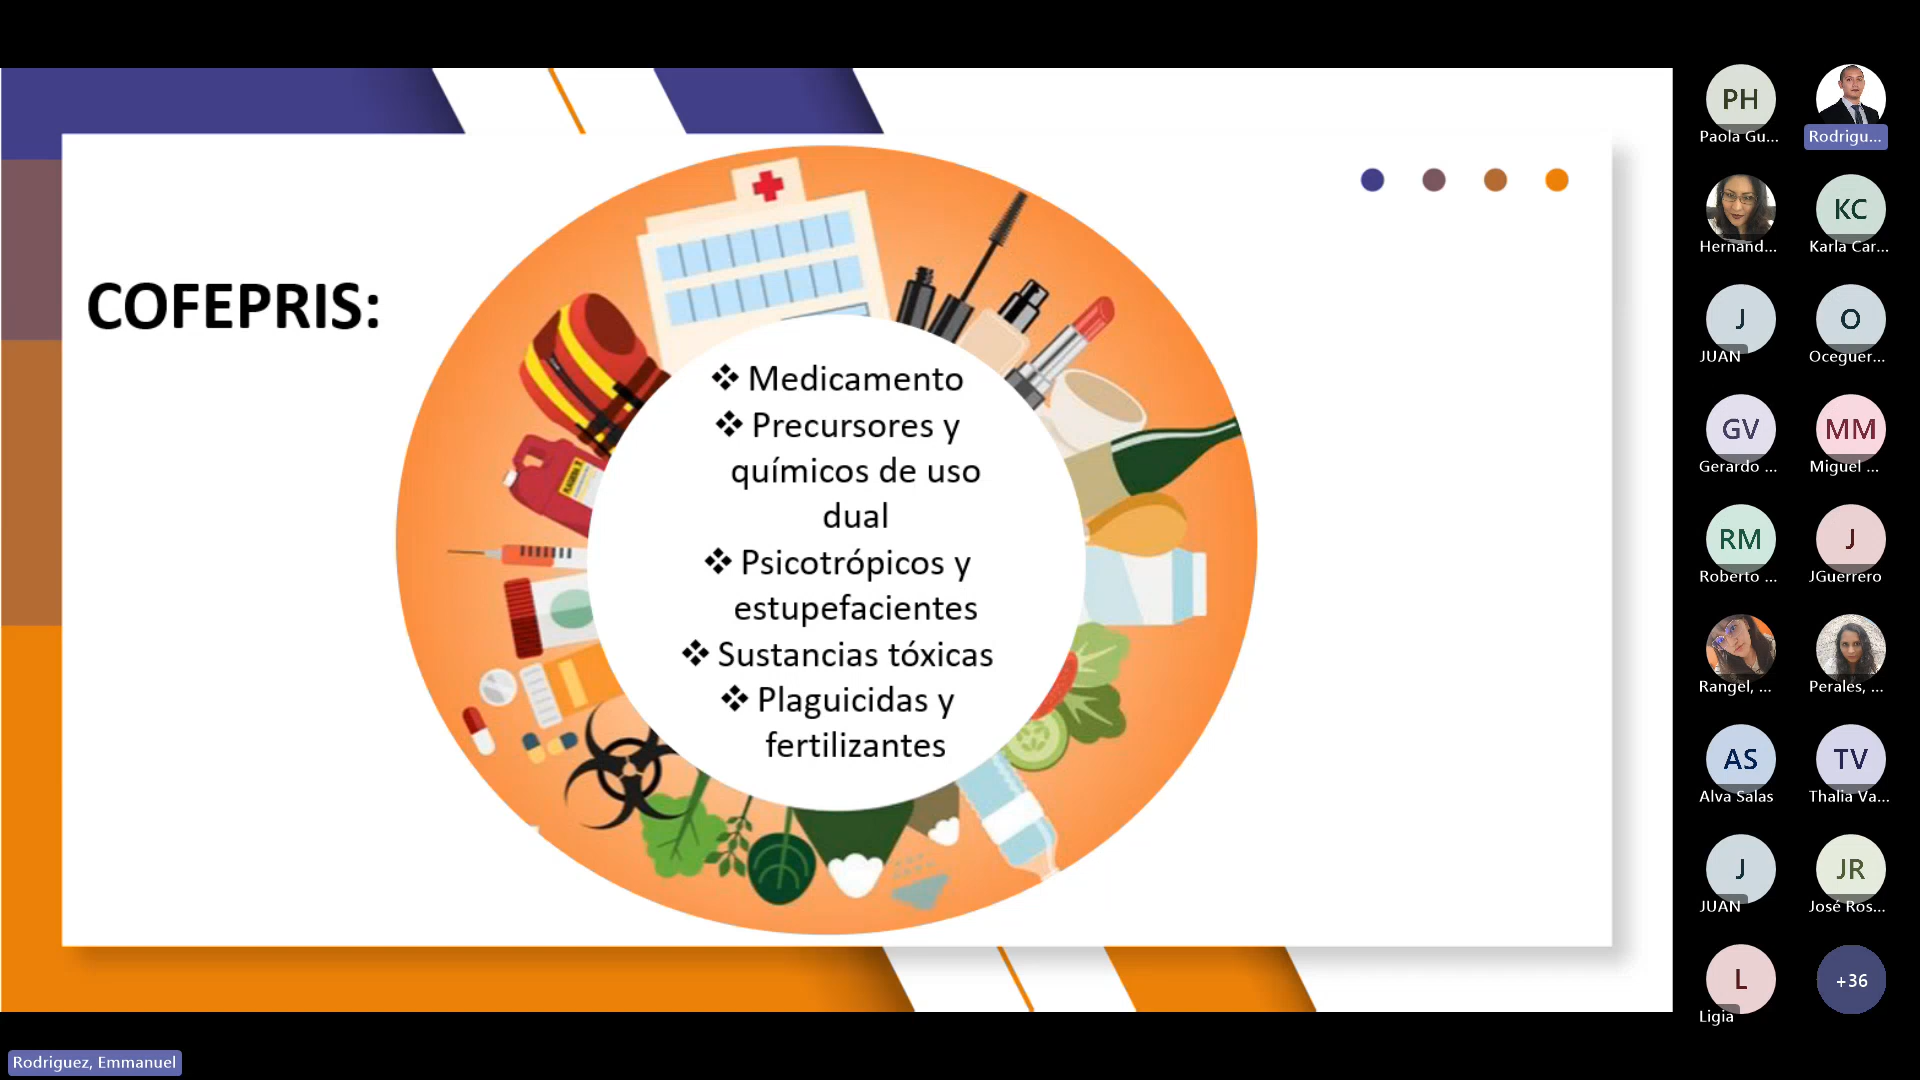 COFEPRIS:
❖ Medicamento
❖ Precursores y
químicos de uso
dual
❖ Psicotrópicos y
estupefacientes
❖ Sustancias tóxicas
❖ Plaguicidas y
fertilizantes
PH
Paola Gu...
Rodrigu...
Hernánd...
KC
Karla Car...
J
JUAN
O
Oceguer...
GV
Gerardo ...
MM
Miguel ...
RM
Roberto ...
J
JGuerrero
Rangel, ...
Perales, ...
AS
Alva Salas
TV
Thalia Va...
J
JUAN
JR
José Ros...
L
Ligia
+36
Rodriguez, Emmanuel